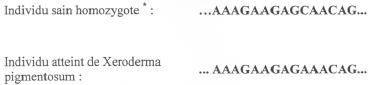 Individu sain homozygote * : ...AAAGAAGAGCAACAG...
Individu atteint de Xeroderma
pigmentosum : ... AAAGAAGAGAAACAG...